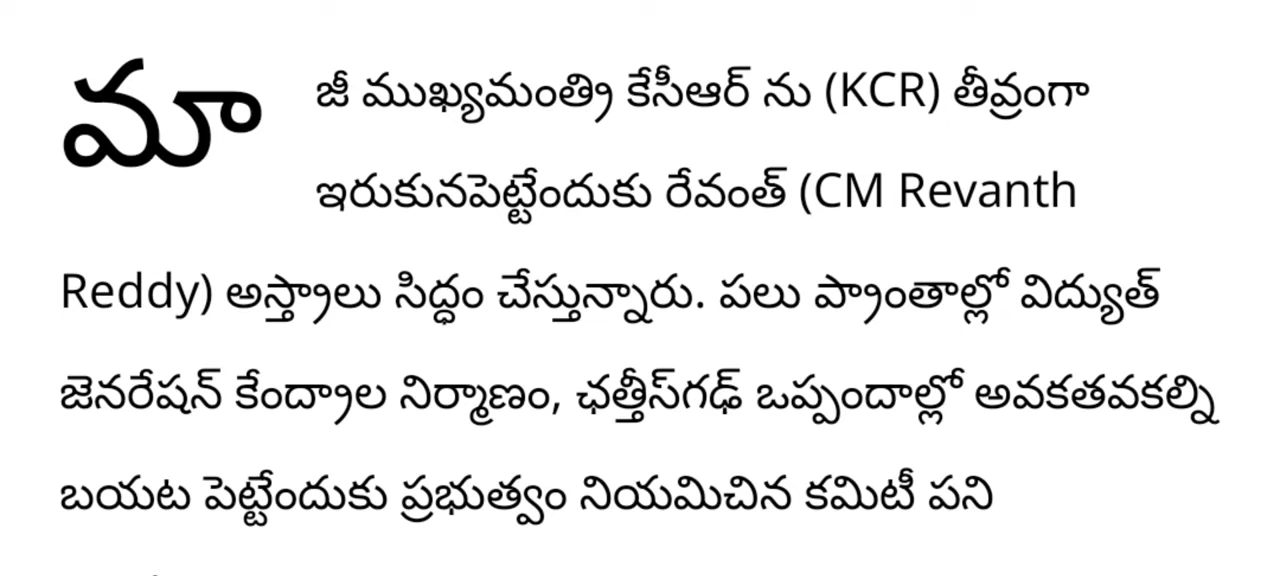 మాజీ ముఖ్యమంత్రి కేసీఆర్ ను (KCR) తీవ్రంగా
ఇరుకునపెట్టేందుకు రేవంత్ (CM Revanth
Reddy) అస్త్రాలు సిద్ధం చేస్తున్నారు. పలు ప్రాంతాల్లో విద్యుత్
జెనరేషన్ కేంద్రాల నిర్మాణం, ఛత్తీస్‌గఢ్ ఒప్పందాల్లో అవకతవకల్ని
బయట పెట్టేందుకు ప్రభుత్వం నియమిచిన కమిటీ పని